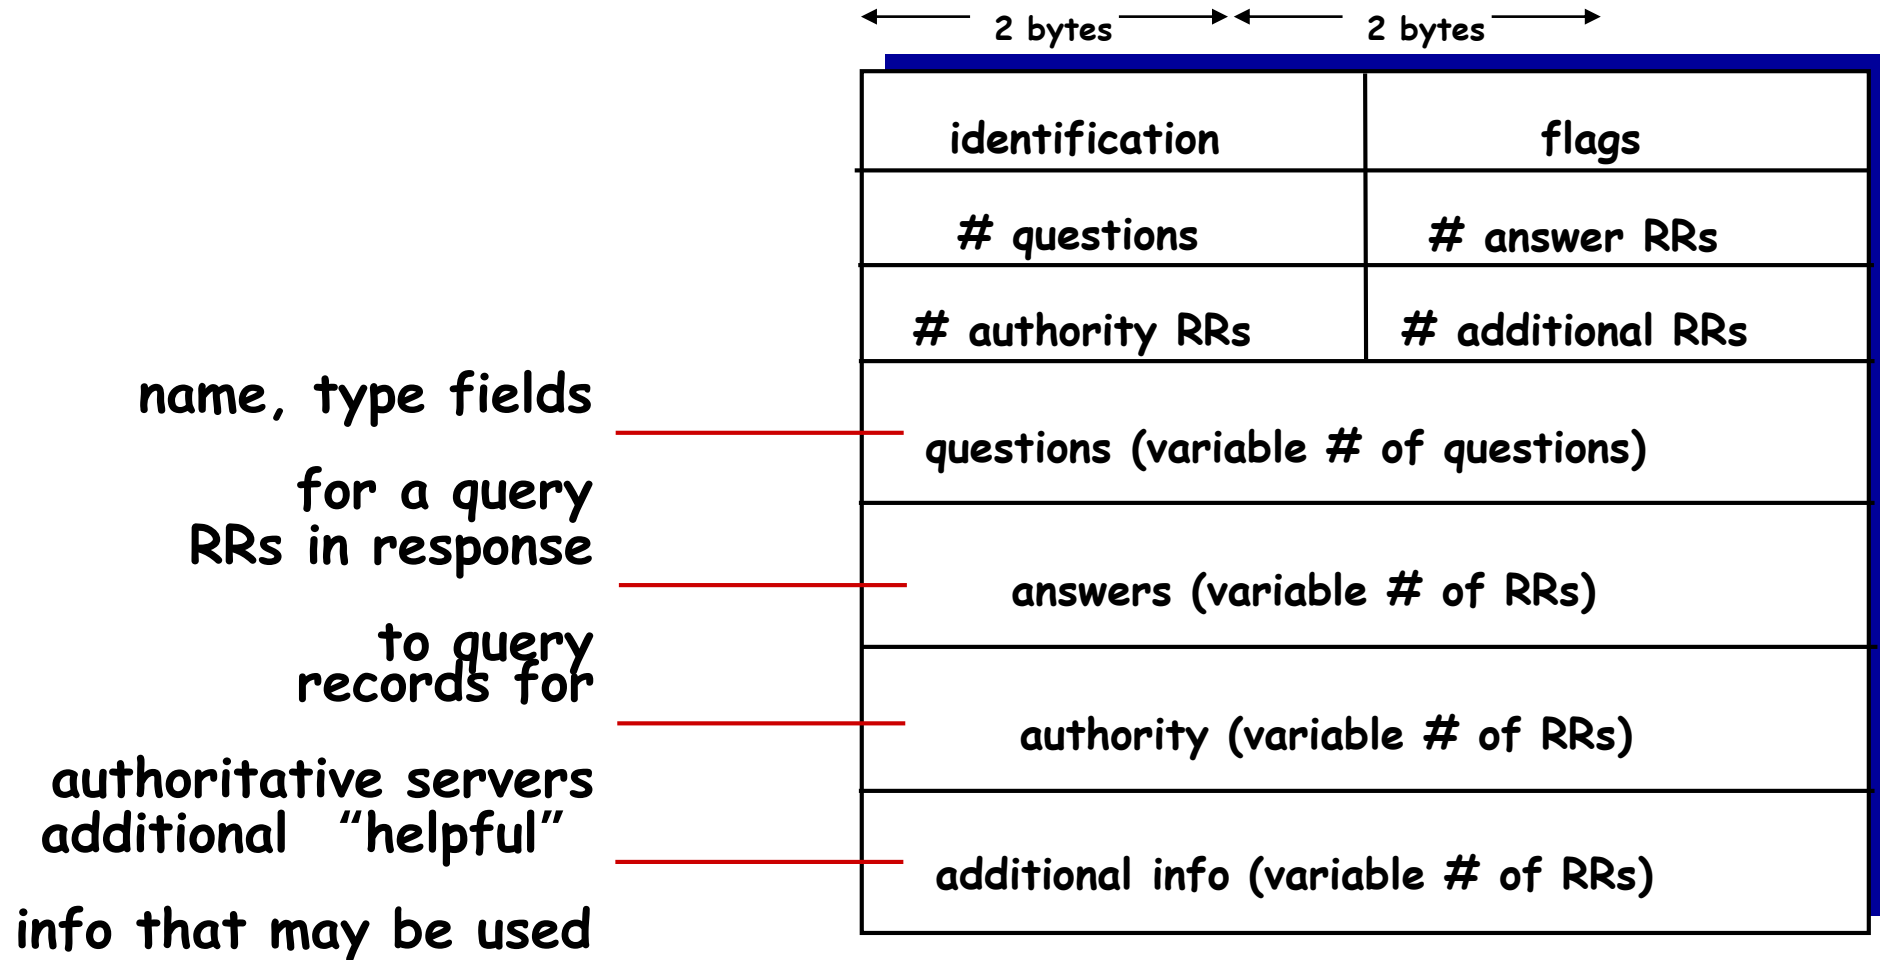 2 bytes 2 bytes
identification flags
# questions # answer RRs
# authority RRs # additional RRs
name, type fields
for a query
questions (variable # of questions)
RRs in response
to query
answers (variable # of RRs)
records for
authoritative servers
authority (variable # of RRs)
additional “helpful”
info that may be used
additional info (variable # of RRs)